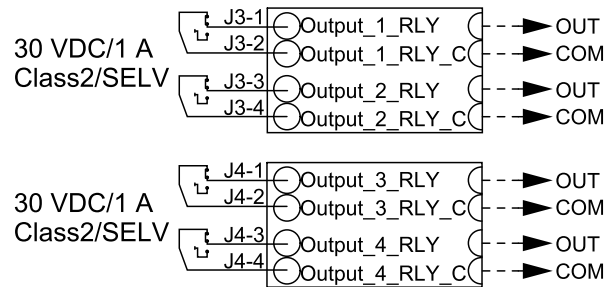 J3-1 Output_1_RLY OUT
J3-2 Output_1_RLY_C COM
30 VDC/1 A
Class2/SELV
J3-3 Output_2_RLY OUT
J3-4 Output_2_RLY_C COM
J4-1 Output_3_RLY OUT
J4-2 Output_3_RLY_C COM
30 VDC/1 A
Class2/SELV
J4-3 Output_4_RLY OUT
J4-4 Output_4_RLY_C COM